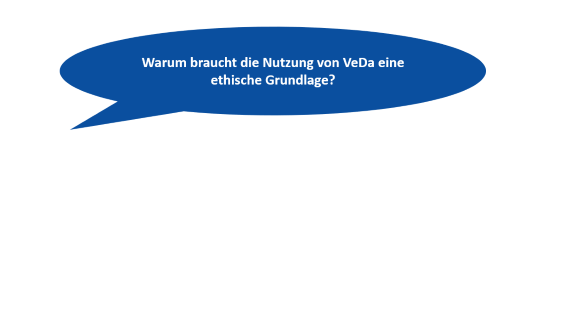 Warum braucht die Nutzung von VeDa eine
ethische Grundlage?